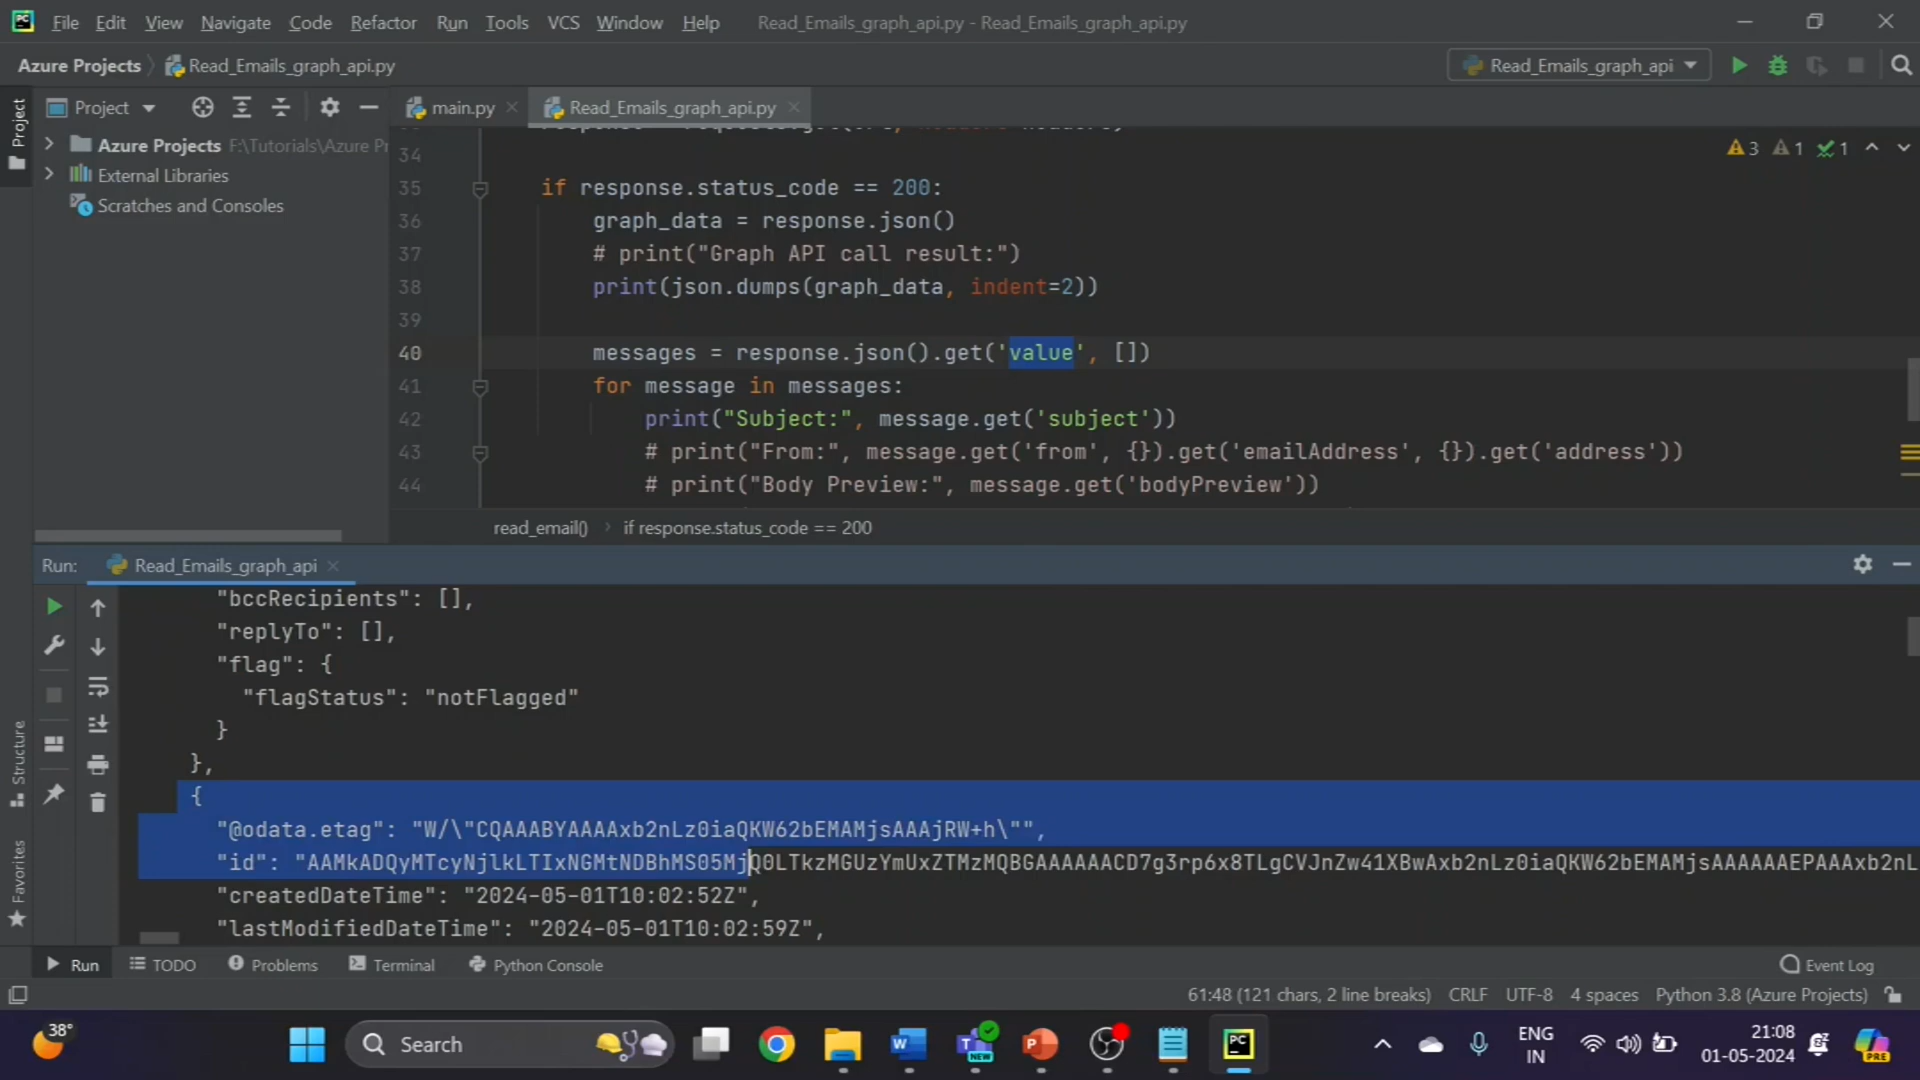 File Edit View Navigate Code Refactor Run Tools VCS Window Help Read_Emails_graph_api.py - Read_Emails_graph_api.py
Azure Projects Read_Emails_graph_api.py Read_Emails_graph_api
Project
Project
main.py Read_Emails_graph_api.py
Azure Projects F:\Tutorials\Azure Pr
External Libraries
Scratches and Consoles
3 1 1
34
35 if response.status_code == 200:
36 graph_data = response.json()
37 # print("Graph API call result:")
38 print(json.dumps(graph_data, indent=2))
39
40 messages = response.json().get('value', [])
41 for message in messages:
42 print("Subject:", message.get('subject'))
43 # print("From:", message.get('from', {}).get('emailAddress', {}).get('address'))
44 # print("Body Preview:", message.get('bodyPreview'))
read_email() if response.status_code == 200
Run: Read_Emails_graph_api
"bccRecipients": [],
"replyTo": [],
"flag": {
"flagStatus": "notFlagged"
}
},
{
"@odata.etag": "W/\"CQAAABYAAAAxb2nLz0iaQKW62bEMAMjsAAAjRW+h\"",
"id": "AAMkADQyMTcyNjlkLTIxNGMtNDBhMS05MjQ0LTkzMGUzYmUxZTMzMQBGAAAAAACD7g3rp6x8TLgCVJnZw41XBwAxb2nLz0iaQKW62bEMAMjsAAAAAAEPAAAxb2nL
"createdDateTime": "2024-05-01T10:02:52Z",
"lastModifiedDateTime": "2024-05-01T10:02:59Z",
Structure
Favorites
Run TODO Problems Terminal Python Console Event Log
61:48 (121 chars, 2 line breaks) CRLF UTF-8 4 spaces Python 3.8 (Azure Projects)
38°
Search
ENG
IN
21:08
01-05-2024